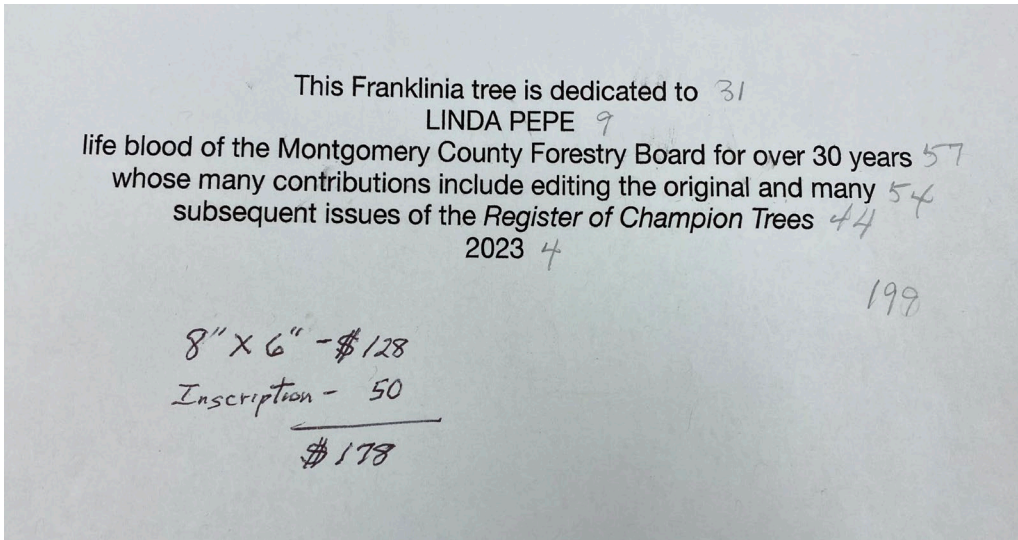 This Franklinia tree is dedicated to 31
LINDA PEPE 9
life blood of the Montgomery County Forestry Board for over 30 years 57
whose many contributions include editing the original and many 54
subsequent issues of the Register of Champion Trees 44
2023 4
199
8" X 6" - $128
Inscription - 50
$178